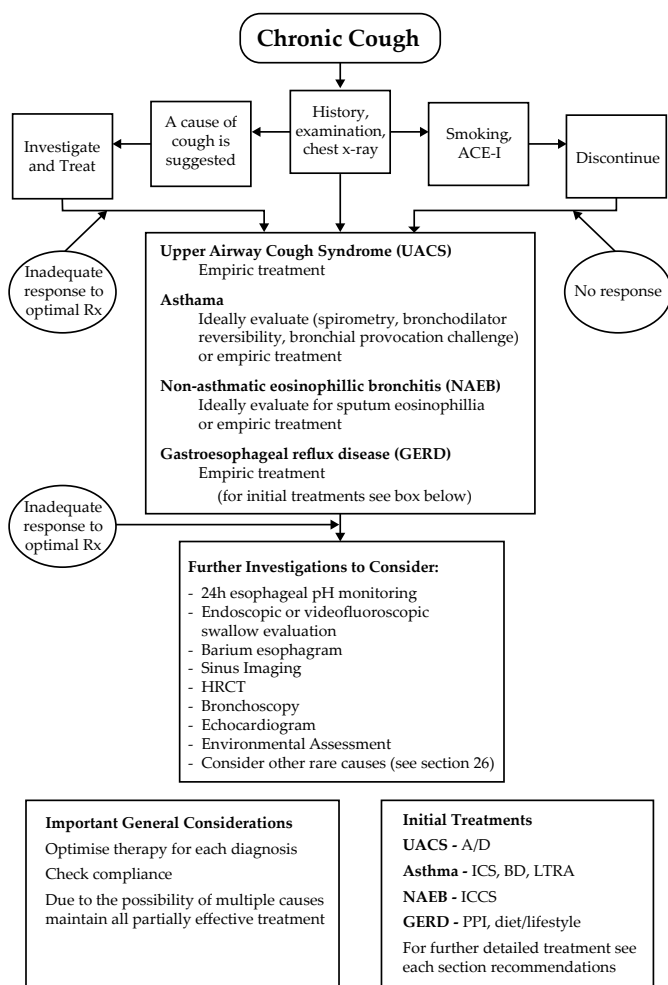 Chronic Cough
Investigate
and Treat
A cause of
cough is
suggested
History,
examination,
chest x-ray
Smoking,
ACE-I
Discontinue
Inadequate
response to
optimal Rx
No response
Upper Airway Cough Syndrome (UACS)
Empiric treatment
Asthama
Ideally evaluate (spirometry, bronchodilator
reversibility, bronchial provocation challenge)
or empiric treatment
Non-asthmatic eosinophillic bronchitis (NAEB)
Ideally evaluate for sputum eosinophillia
or empiric treatment
Gastroesophageal reflux disease (GERD)
Empiric treatment
(for initial treatments see box below)
Inadequate
response to
optimal Rx
Further Investigations to Consider:
- 24h esophageal pH monitoring
- Endoscopic or videofluoroscopic
swallow evaluation
- Barium esophagram
- Sinus Imaging
- HRCT
- Bronchoscopy
- Echocardiogram
- Environmental Assessment
- Consider other rare causes (see section 26)
Important General Considerations
Optimise therapy for each diagnosis
Check compliance
Due to the possibility of multiple causes
maintain all partially effective treatment
Initial Treatments
UACS - A/D
Asthama - ICS, BD, LTRA
NAEB - ICCS
GERD - PPI, diet/lifestyle
For further detailed treatment see
each section recommendations